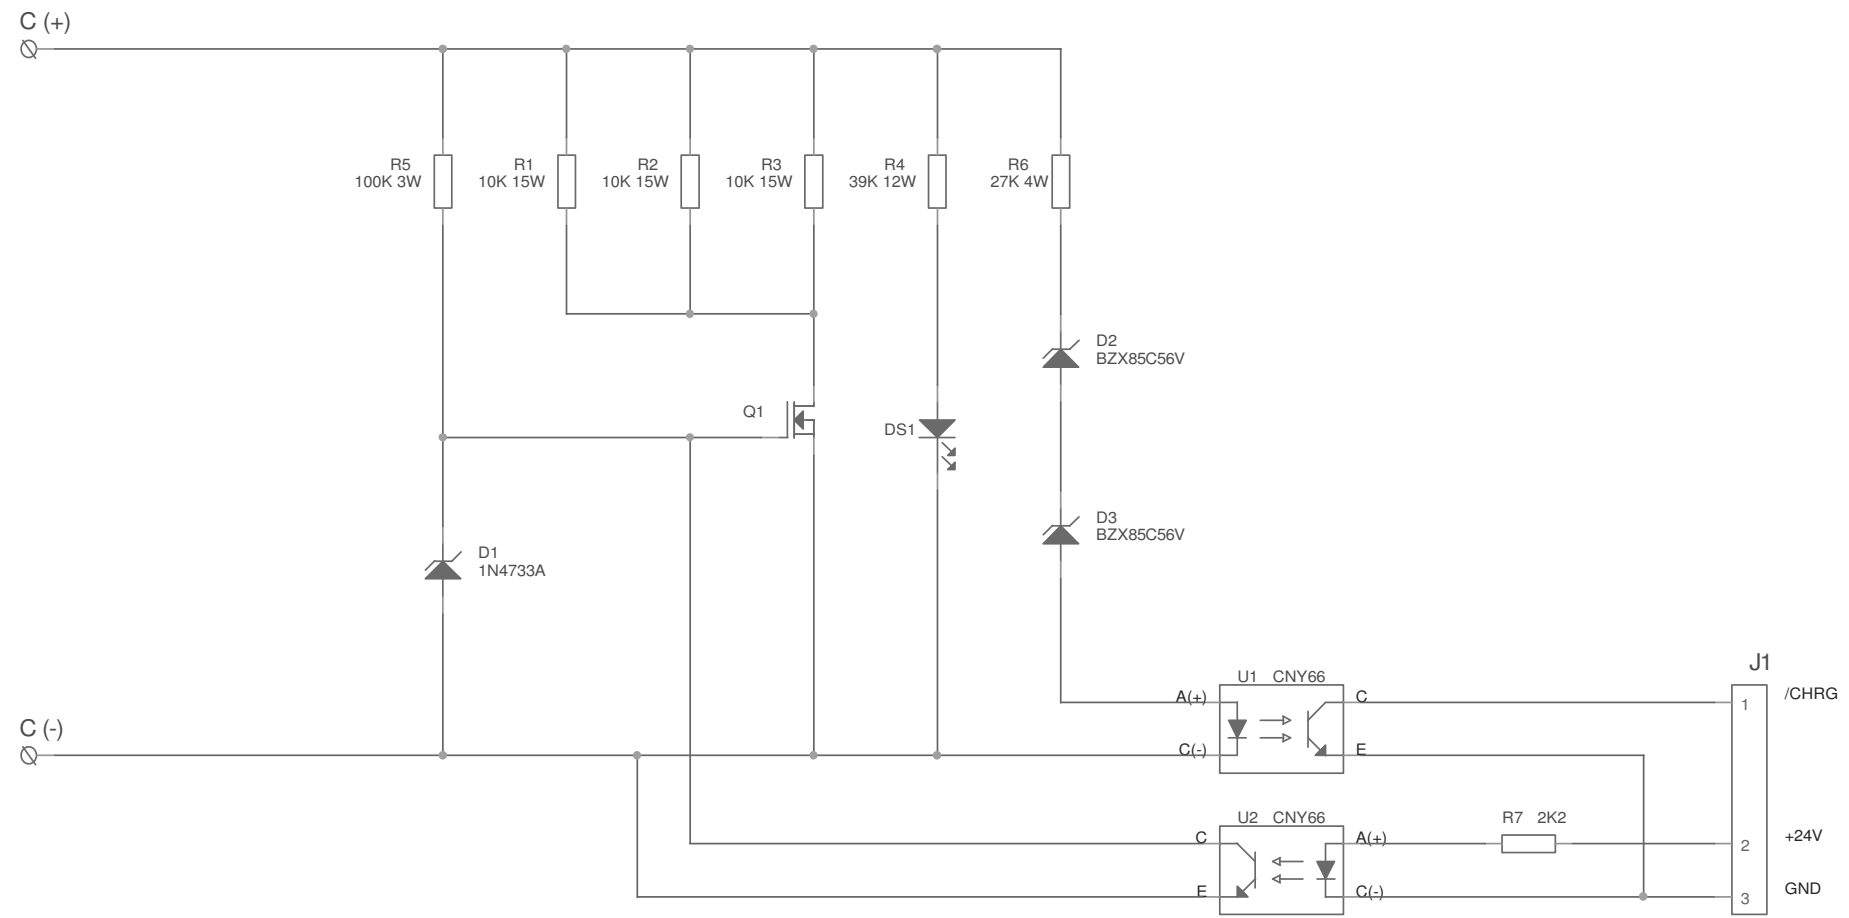 C (+)
R5
100K 3W
R1
10K 15W
R2
10K 15W
R3
10K 15W
R4
39K 12W
R6
27K 4W
D2
BZX85C56V
Q1
DS1
D3
BZX85C56V
D1
1N4733A
C (-)
U1 CNY66
A(+)
C
C(-)
E
J1
1
/CHRG
U2 CNY66
C
A(+)
E
C(-)
R7 2K2
2
+24V
3
GND